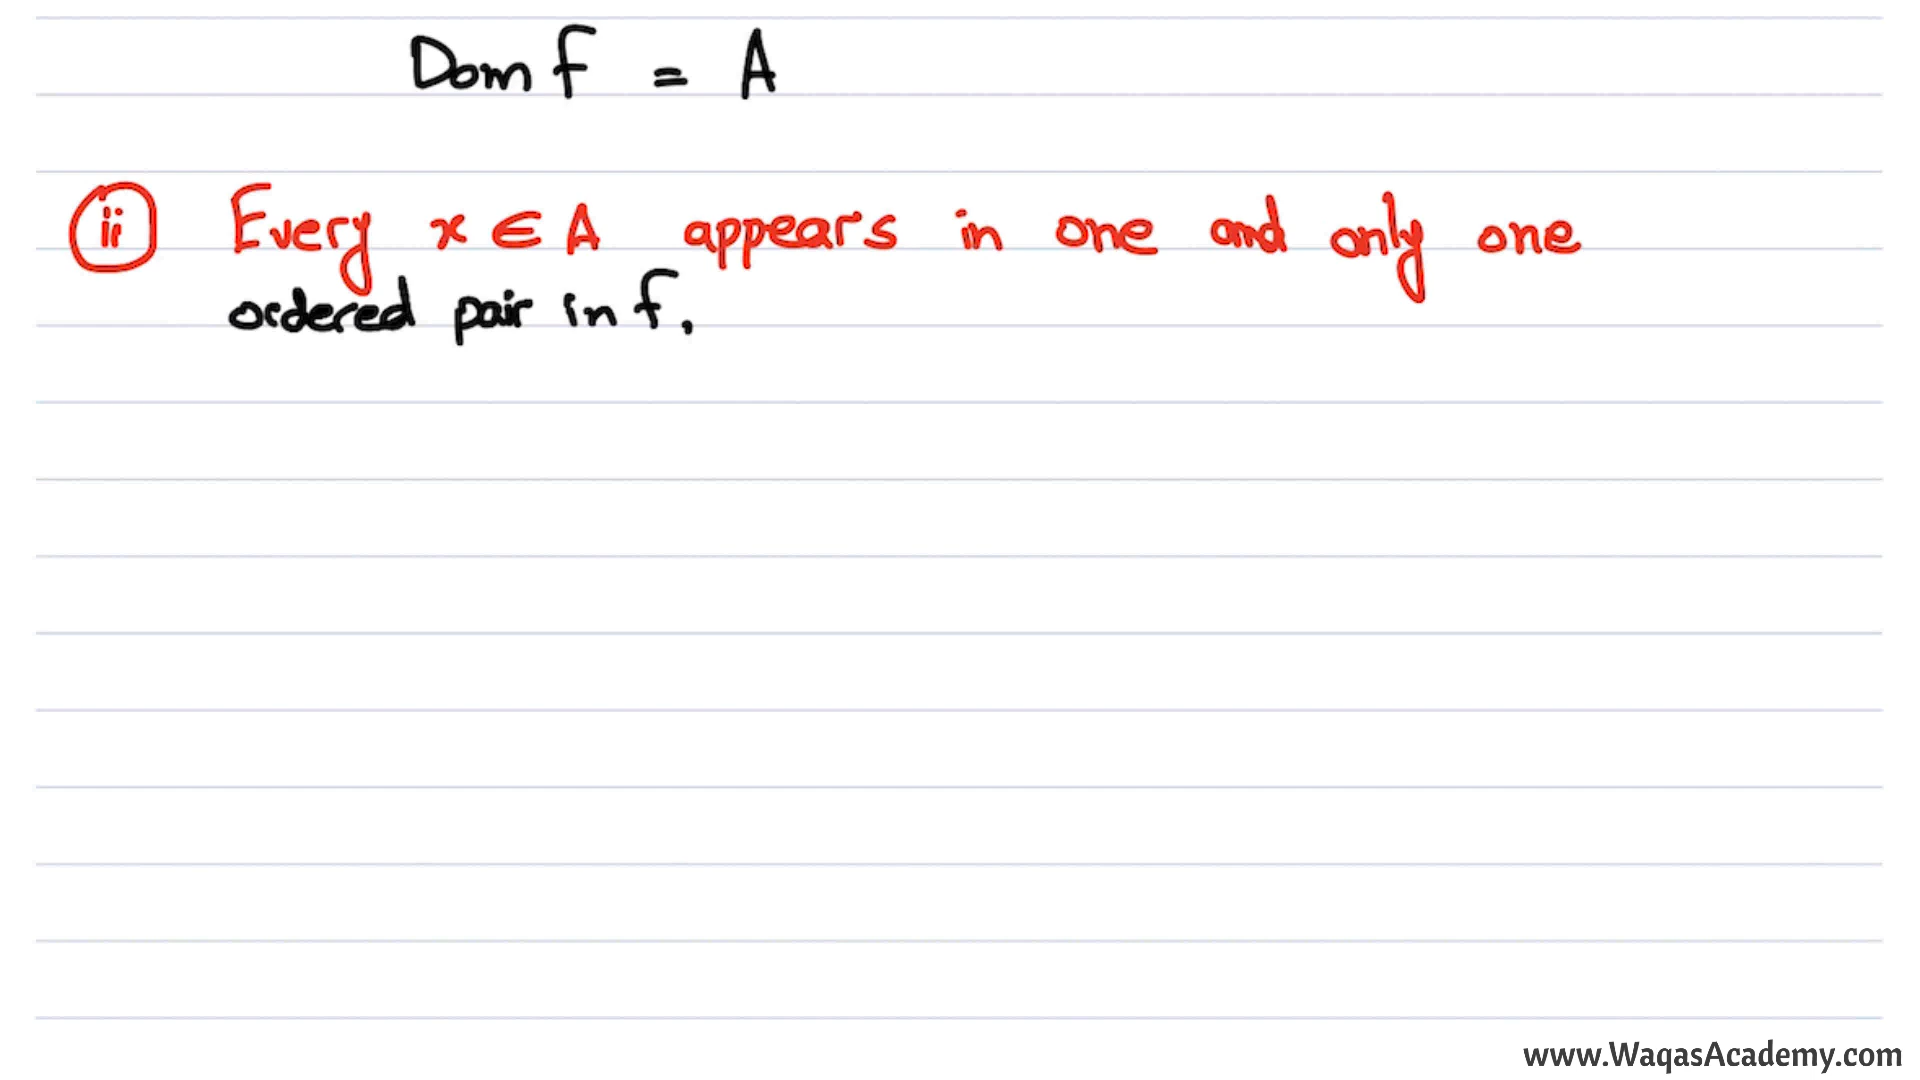 Dom f = A
ii Every x ∈ A appears in one and only one
ordered pair in f.
www.WaqasAcademy.com